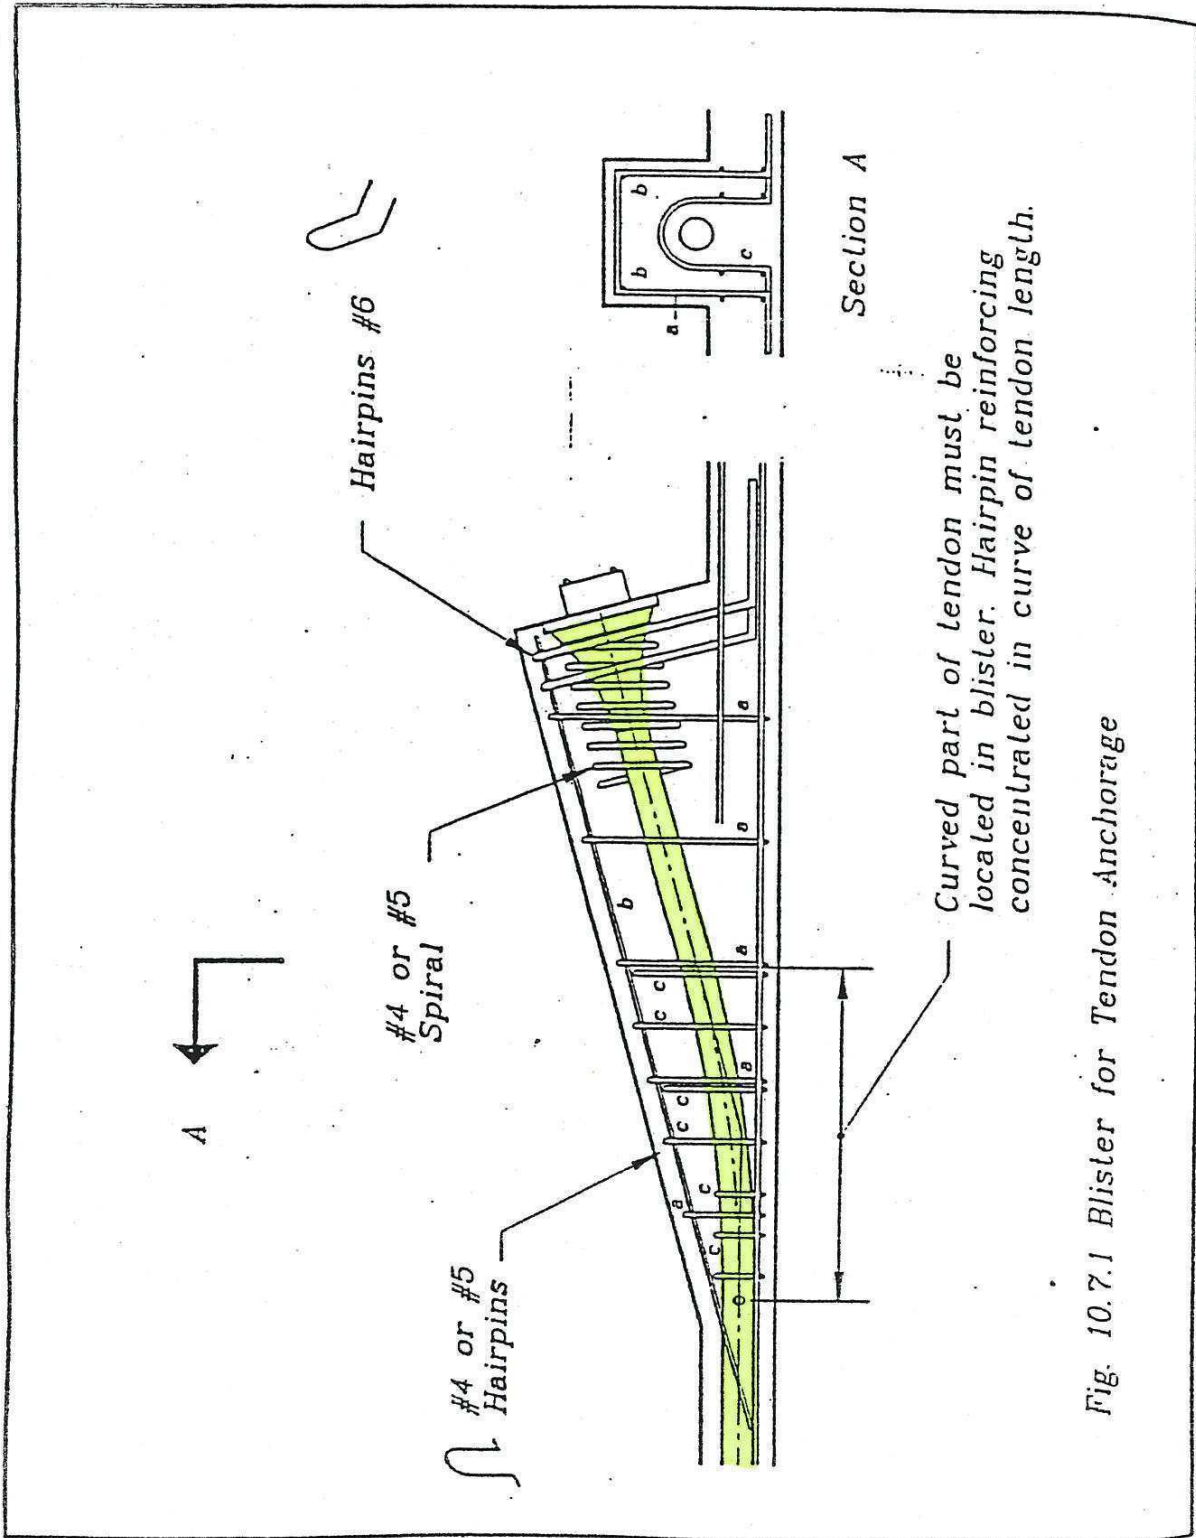 A
#4 or #5
Hairpins
#4 or #5
Spiral
Hairpins #6
a
c
c
c
c
a
c
c
a
b
a
a
b
b
a
c
Section A
Curved part of tendon must be
located in blister. Hairpin reinforcing
concentrated in curve of tendon length.
Fig. 10.7.1 Blister for Tendon Anchorage